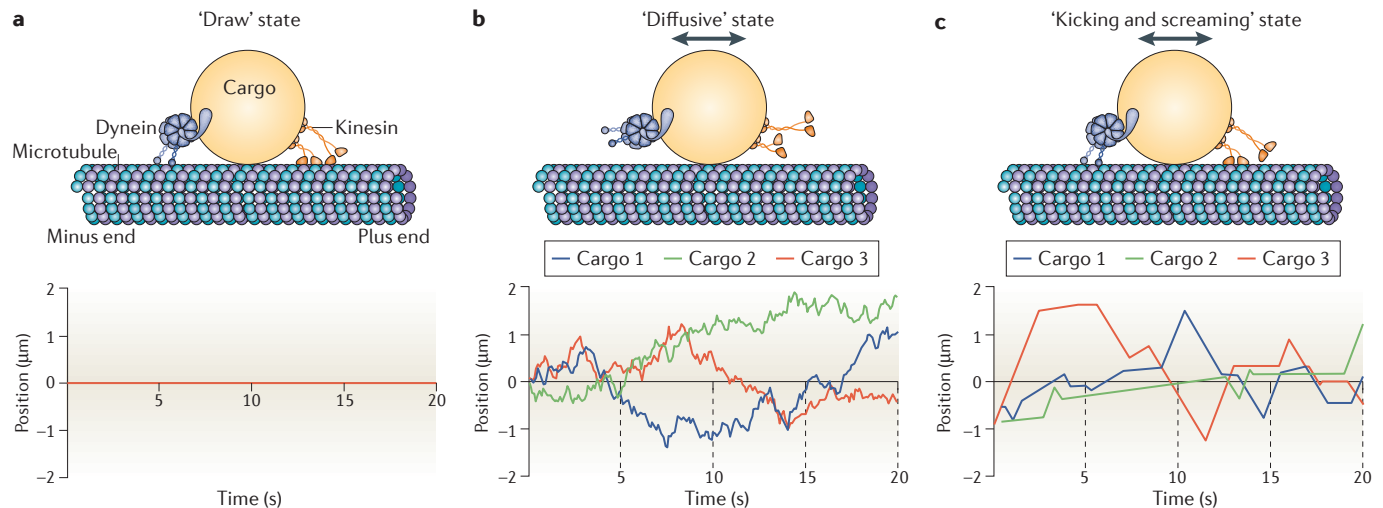 a
'Draw' state
Cargo
Dynein
Kinesin
Microtubule
Minus end
Plus end
2
1
0
−1
−2
Position (μm)
5
10
15
20
Time (s)
b
'Diffusive' state
Cargo 1
Cargo 2
Cargo 3
2
1
0
−1
−2
Position (μm)
5
10
15
20
Time (s)
c
'Kicking and screaming' state
Cargo 1
Cargo 2
Cargo 3
2
1
0
−1
−2
Position (μm)
5
10
15
20
Time (s)